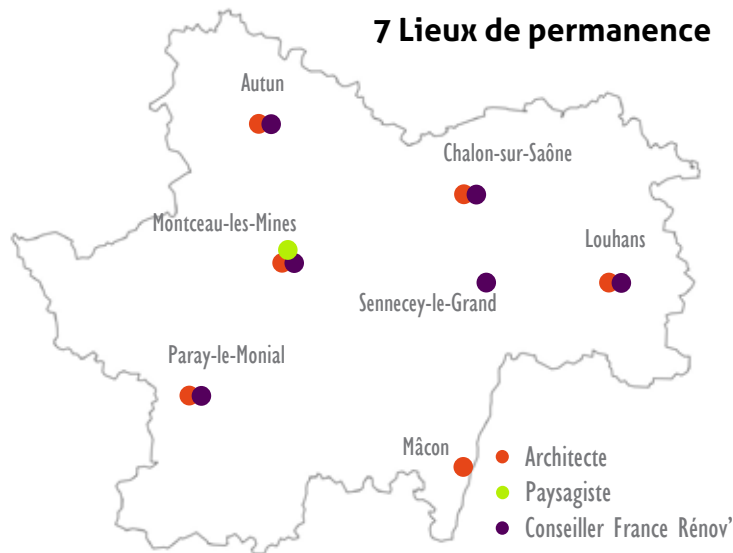 7 Lieux de permanence
Autun
Chalon-sur-Saône
Montceau-les-Mines
Louhans
Sennecey-le-Grand
Paray-le-Monial
Mâcon
Architecte
Paysagiste
Conseiller France Rénov'